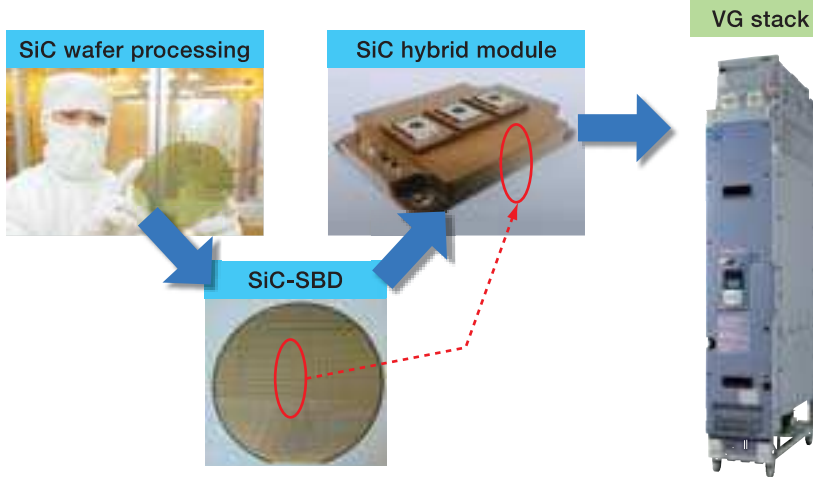 SiC wafer processing
SiC-SBD
SiC hybrid module
VG stack